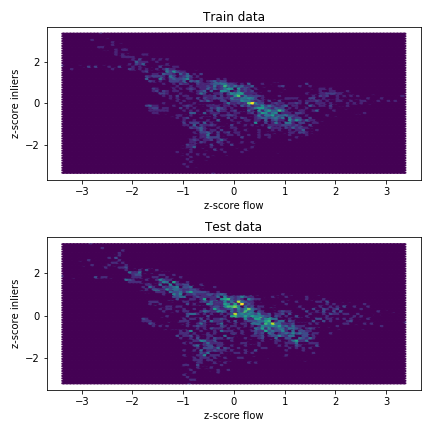 Train data
2
0
−2
z-score inliers
−3 −2 −1 0 1 2 3
z-score flow
Test data
2
0
−2
z-score inliers
−3 −2 −1 0 1 2 3
z-score flow